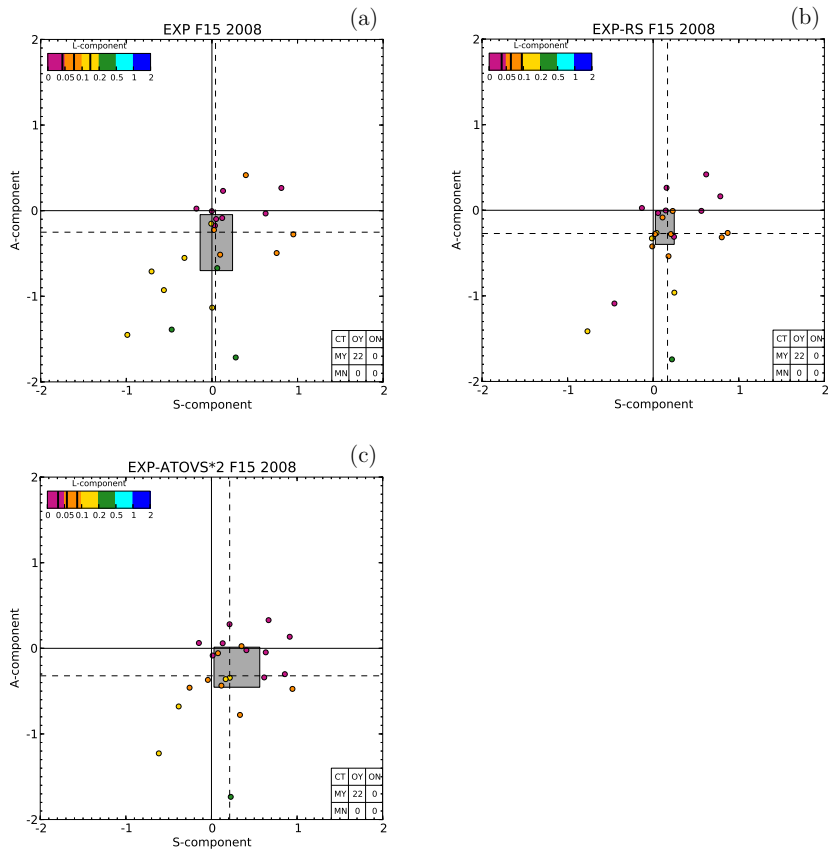 (a)
EXP F15 2008
L-component
0 0.05 0.1 0.2 0.5 1 2
2
1
0
-1
-2
A-component
-2 -1 0 1 2
S-component
CT OY ON
MY 22 0
MN 0 0
(b)
EXP-RS F15 2008
L-component
0 0.05 0.1 0.2 0.5 1 2
2
1
0
-1
-2
A-component
-2 -1 0 1 2
S-component
CT OY ON
MY 22 0
MN 0 0
(c)
EXP-ATOVS*2 F15 2008
L-component
0 0.05 0.1 0.2 0.5 1 2
2
1
0
-1
-2
A-component
-2 -1 0 1 2
S-component
CT OY ON
MY 22 0
MN 0 0